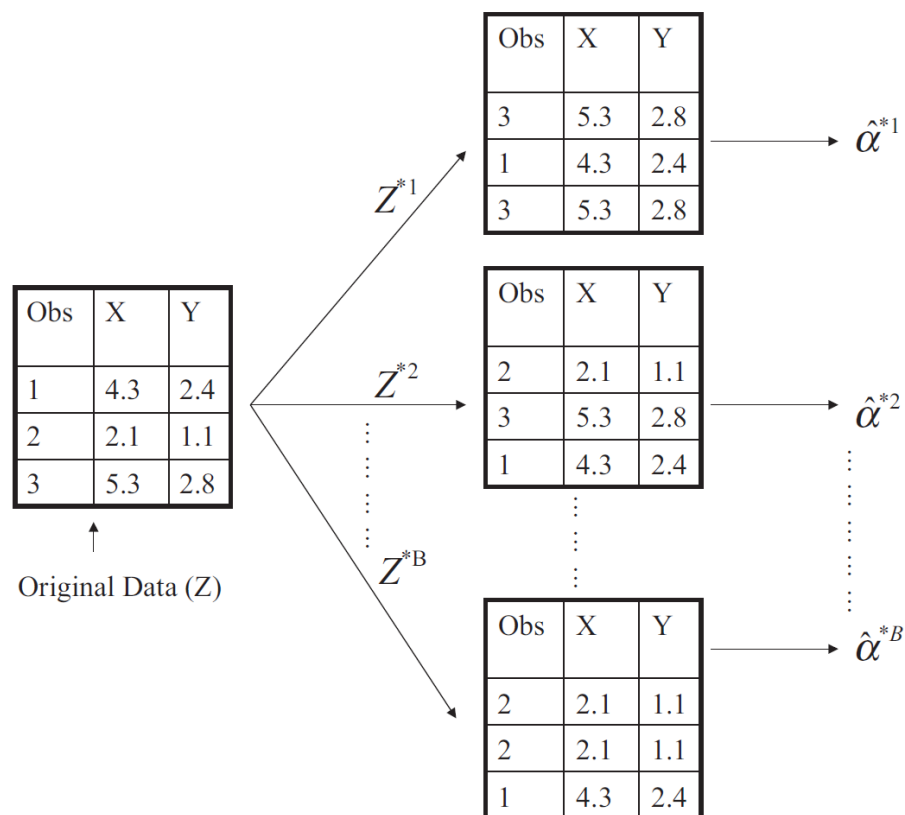 Obs X Y
3 5.3 2.8
1 4.3 2.4
3 5.3 2.8
α̂*1
Z*1
Obs X Y
1 4.3 2.4
2 2.1 1.1
3 5.3 2.8
Original Data (Z)
Z*2
Obs X Y
2 2.1 1.1
3 5.3 2.8
1 4.3 2.4
α̂*2
Z*B
Obs X Y
2 2.1 1.1
2 2.1 1.1
1 4.3 2.4
α̂*B